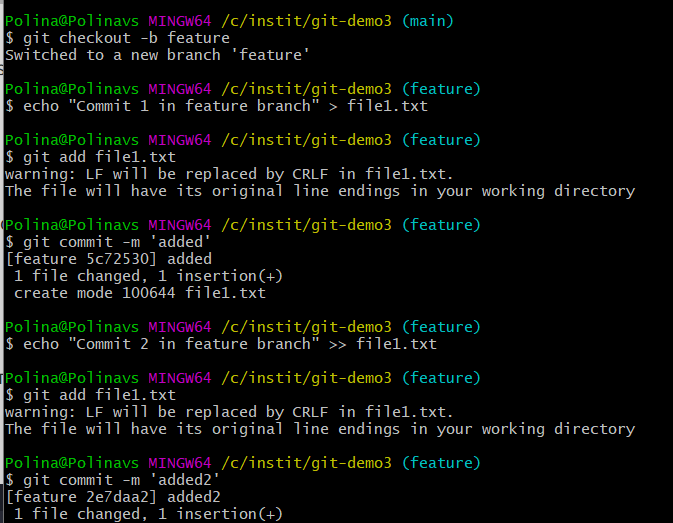 Polina@Polinavs MINGW64 /c/instit/git-demo3 (main)
$ git checkout -b feature
Switched to a new branch 'feature'
Polina@Polinavs MINGW64 /c/instit/git-demo3 (feature)
$ echo "Commit 1 in feature branch" > file1.txt
Polina@Polinavs MINGW64 /c/instit/git-demo3 (feature)
$ git add file1.txt
warning: LF will be replaced by CRLF in file1.txt.
The file will have its original line endings in your working directory
Polina@Polinavs MINGW64 /c/instit/git-demo3 (feature)
$ git commit -m 'added'
[feature 5c72530] added
 1 file changed, 1 insertion(+)
 create mode 100644 file1.txt
Polina@Polinavs MINGW64 /c/instit/git-demo3 (feature)
$ echo "Commit 2 in feature branch" >> file1.txt
Polina@Polinavs MINGW64 /c/instit/git-demo3 (feature)
$ git add file1.txt
warning: LF will be replaced by CRLF in file1.txt.
The file will have its original line endings in your working directory
Polina@Polinavs MINGW64 /c/instit/git-demo3 (feature)
$ git commit -m 'added2'
[feature 2e7daa2] added2
 1 file changed, 1 insertion(+)